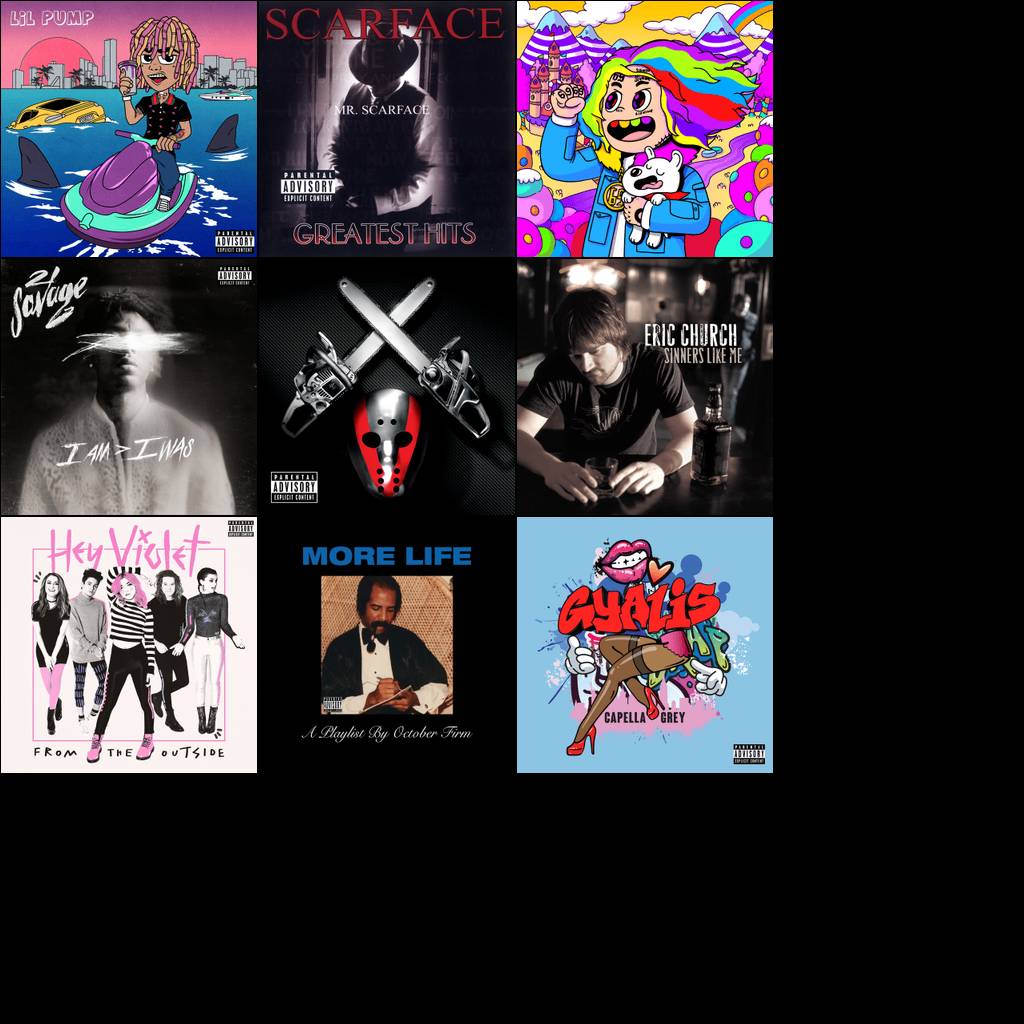 LiL PUMP
PARENTAL
ADVISORY
EXPLICIT CONTENT
SCARFACE
MR. SCARFACE
PARENTAL
ADVISORY
EXPLICIT CONTENT
GREATEST HITS
21
Savage
PARENTAL
ADVISORY
EXPLICIT CONTENT
I AM > I WAS
PARENTAL
ADVISORY
EXPLICIT CONTENT
ERIC CHURCH
SINNERS LIKE ME
HEY ViOLET
PARENTAL
ADVISORY
EXPLICIT CONTENT
FROM THE OUTSIDE
MORE LIFE
PARENTAL
ADVISORY
EXPLICIT CONTENT
A Playlist By October Firm
GYALiS
CAPELLA GREY
PARENTAL
ADVISORY
EXPLICIT CONTENT